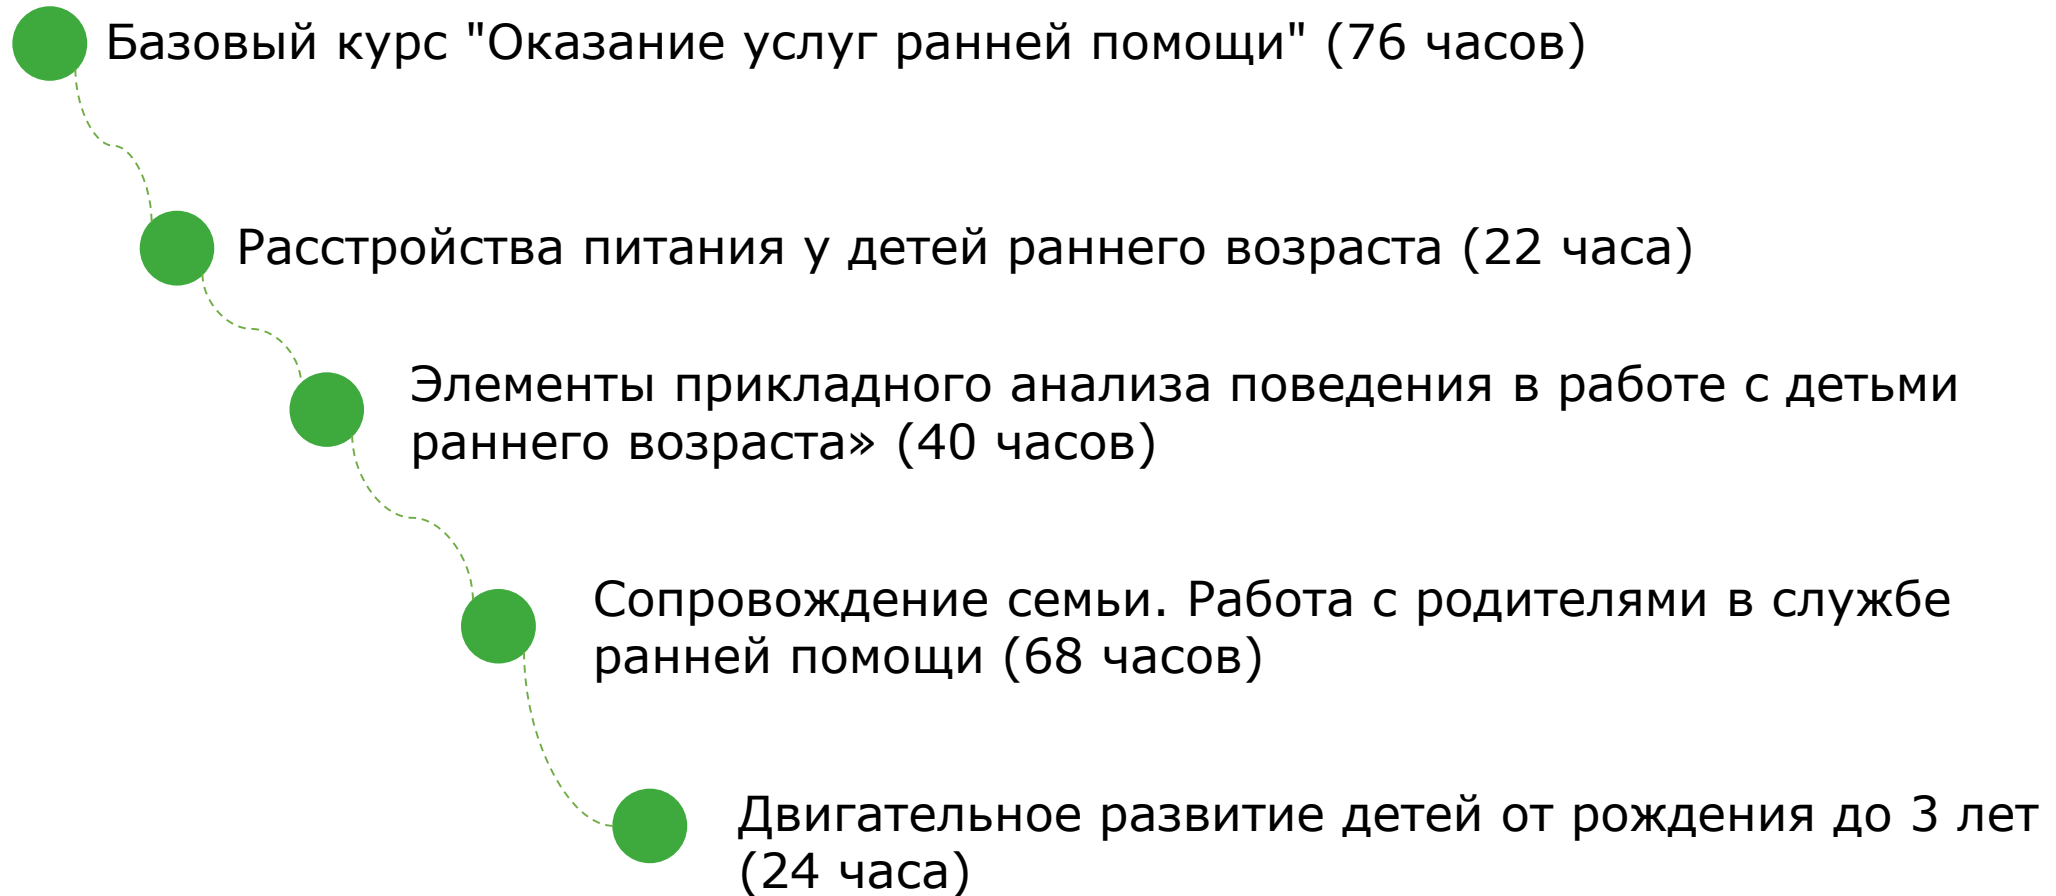 Базовый курс "Оказание услуг ранней помощи" (76 часов)
Расстройства питания у детей раннего возраста (22 часа)
Элементы прикладного анализа поведения в работе с детьми
раннего возраста» (40 часов)
Сопровождение семьи. Работа с родителями в службе
ранней помощи (68 часов)
Двигательное развитие детей от рождения до 3 лет
(24 часа)